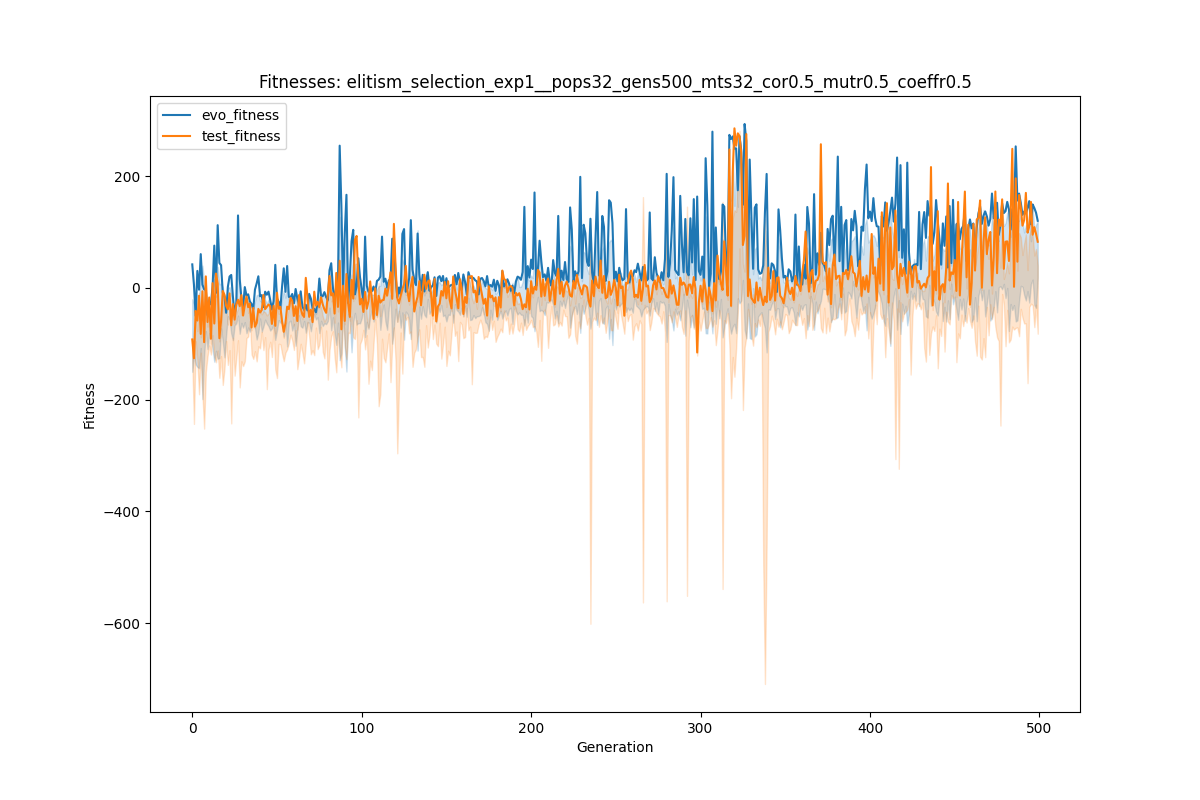 Fitnesses: elitism_selection_exp1__pops32_gens500_mts32_cor0.5_mutr0.5_coeffr0.5
evo_fitness
test_fitness
200
0
−200
−400
−600
Fitness
0 100 200 300 400 500
Generation